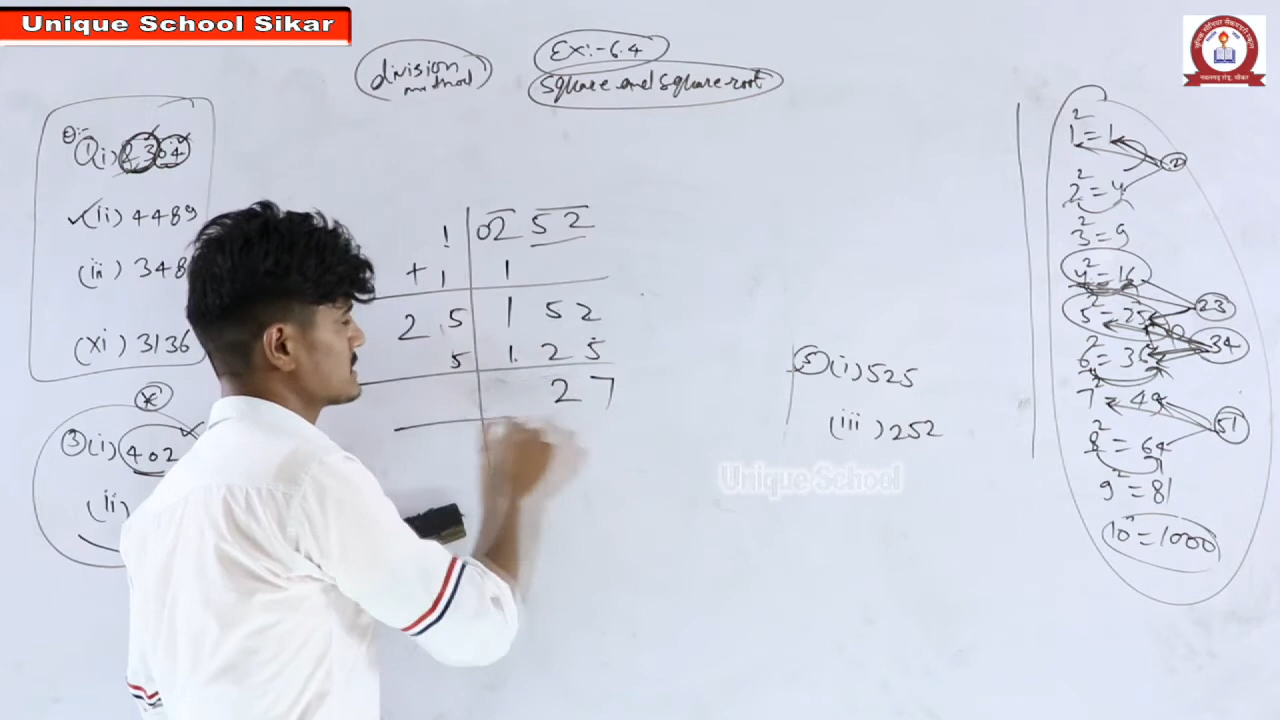 Unique School Sikar
division method
Ex:-6.4
square and square root
Q:-
①(i) 2304
(ii) 4489
(iii) 348
(xi) 3136
③(i) 402
(ii)
1 | 02 52
+1 | 1
25 | 1 52
5 | 1 25
27
⑤(i) 525
(iii) 252
Unique School
1²=1
2
2²=4
3²=9
4²=16
23
5²=25
34
6²=36
7²=49
51
8²=64
9²=81
10²=1000